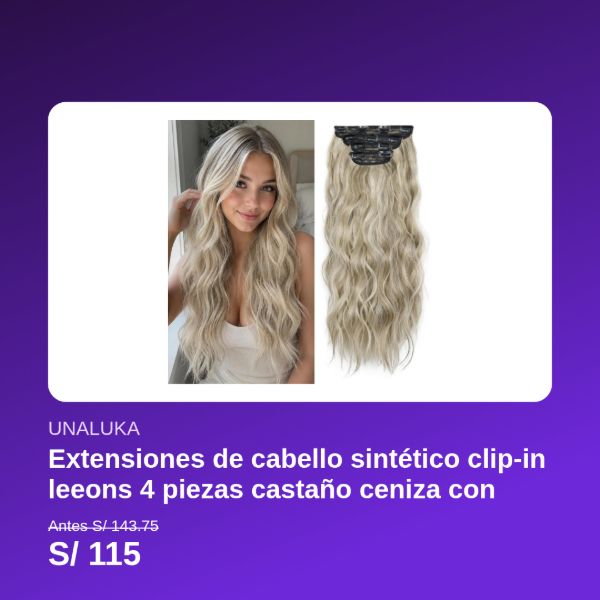 UNALUKA
Extensiones de cabello sintético clip-in
leeons 4 piezas castaño ceniza con
Antes S/ 143.75
S/ 115